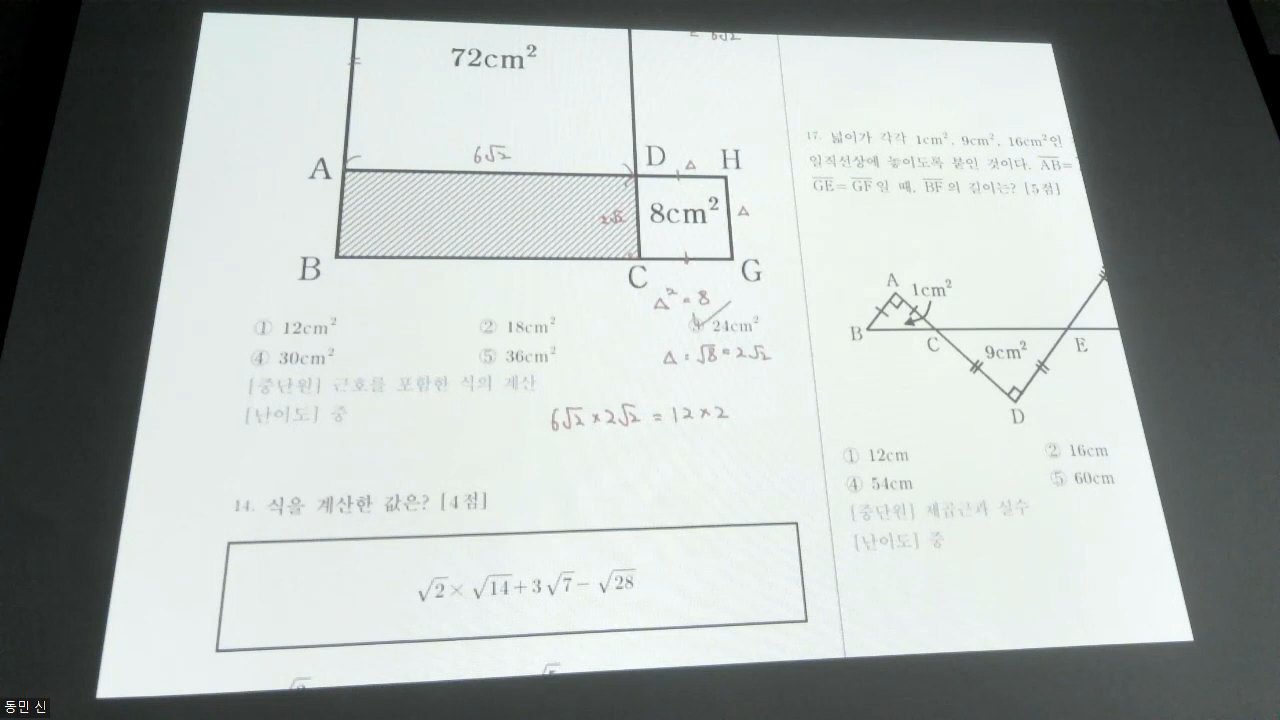 = 6√2
72cm²
6√2
A
D
△
H
2√2
8cm²
△
B
C
G
△² = 8
① 12cm²
② 18cm²
③ 24cm²
④ 30cm²
⑤ 36cm²
△ = √8 = 2√2
[중단원] 근호를 포함한 식의 계산
[난이도] 중
6√2 × 2√2 = 12 × 2
14. 식을 계산한 값은? [4점]
√2 × √14 + 3√7 − √28
17. 넓이가 각각 1cm², 9cm², 16cm²인
일직선상에 놓이도록 붙인 것이다. AB=
GE=GF일 때, BF의 길이는? [5점]
A
1cm²
B
C
9cm²
E
D
① 12cm
② 16cm
④ 54cm
⑤ 60cm
[중단원] 제곱근과 실수
[난이도] 중
동민 신